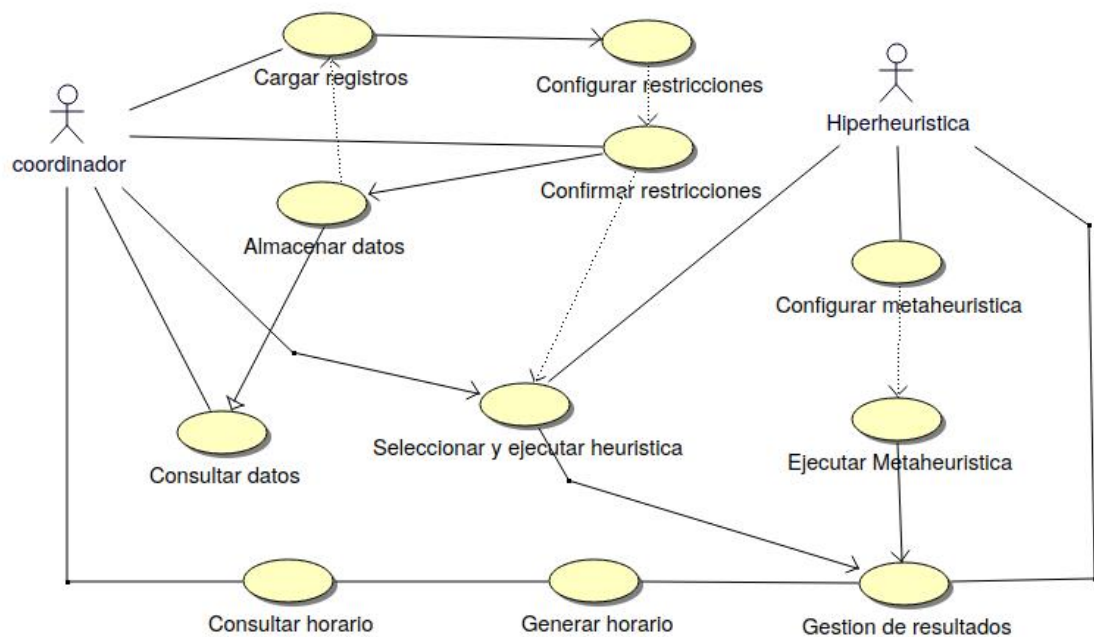 Cargar registros
Configurar restricciones
Hiperheuristica
coordinador
Confirmar restricciones
Almacenar datos
Configurar metaheuristica
Seleccionar y ejecutar heuristica
Ejecutar Metaheuristica
Consultar datos
Consultar horario
Generar horario
Gestion de resultados